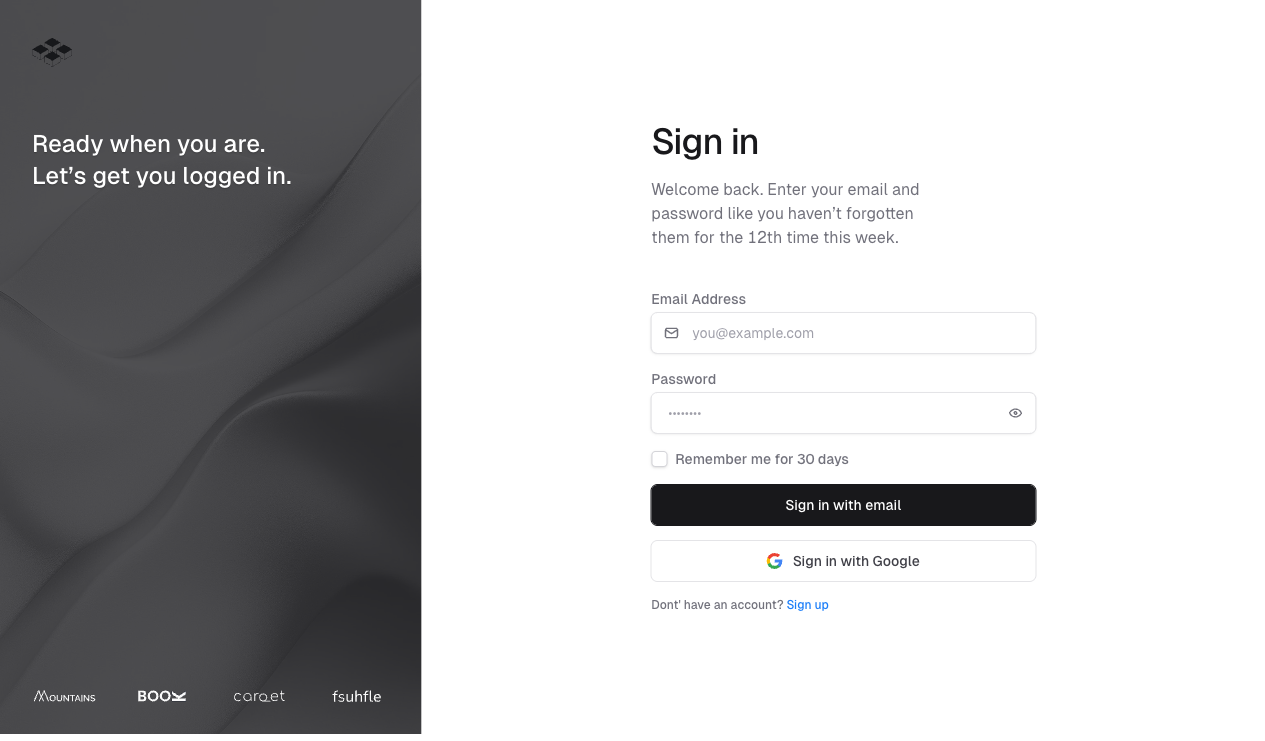 Ready when you are.
Let’s get you logged in.
MOUNTAINS
BOOK
carpet
fsuhfle
Sign in
Welcome back. Enter your email and
password like you haven’t forgotten
them for the 12th time this week.
Email Address
you@example.com
Password
••••••••
Remember me for 30 days
Sign in with email
Sign in with Google
Dont' have an account? Sign up